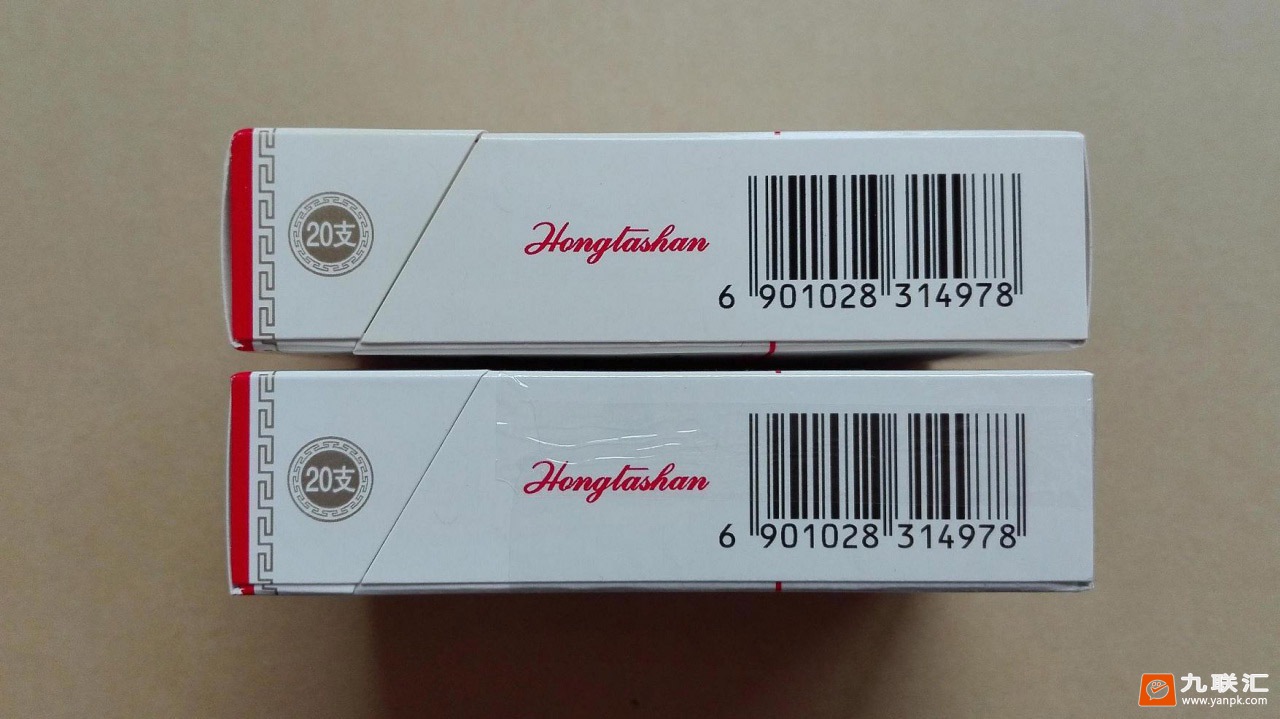 20支
Hongtashan
6 901028 314978
20支
Hongtashan
6 901028 314978
九联汇
www.yanpk.com